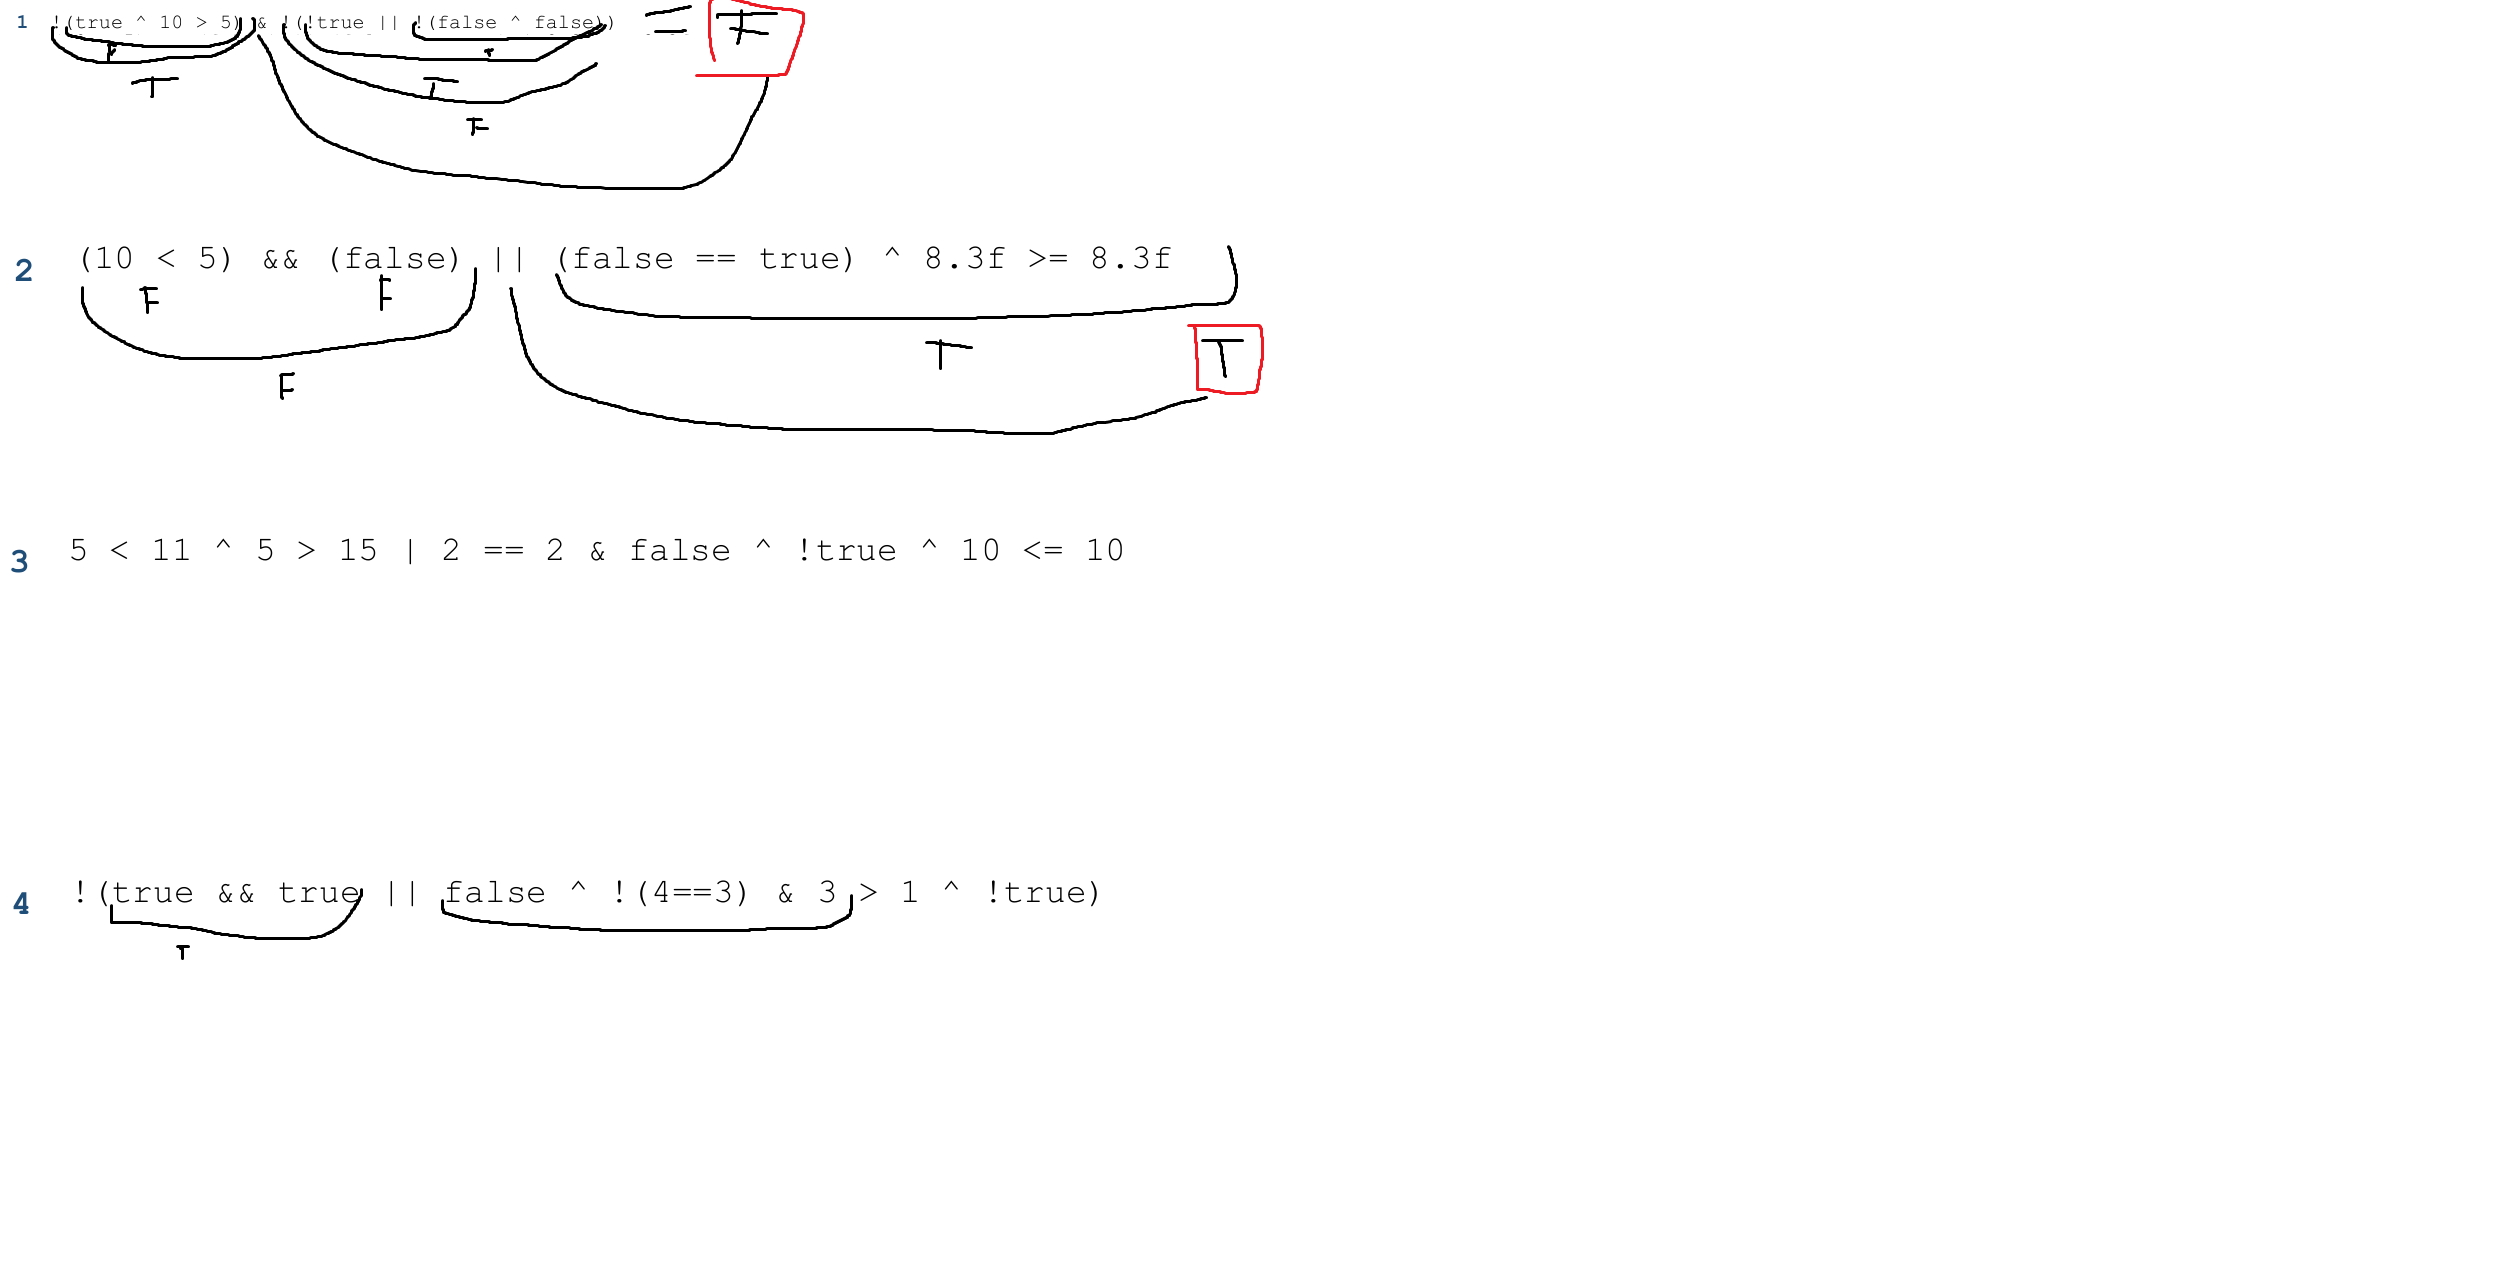 1 !(true ^ 10 > 5) & !(!true || !(false ^ false)) = F
F
T
T
F
2 (10 < 5) && (false) || (false == true) ^ 8.3f >= 8.3f
F F
T T
F
3 5 < 11 ^ 5 > 15 | 2 == 2 & false ^ !true ^ 10 <= 10
4 !(true && true || false ^ !(4==3) & 3 > 1 ^ !true)
T